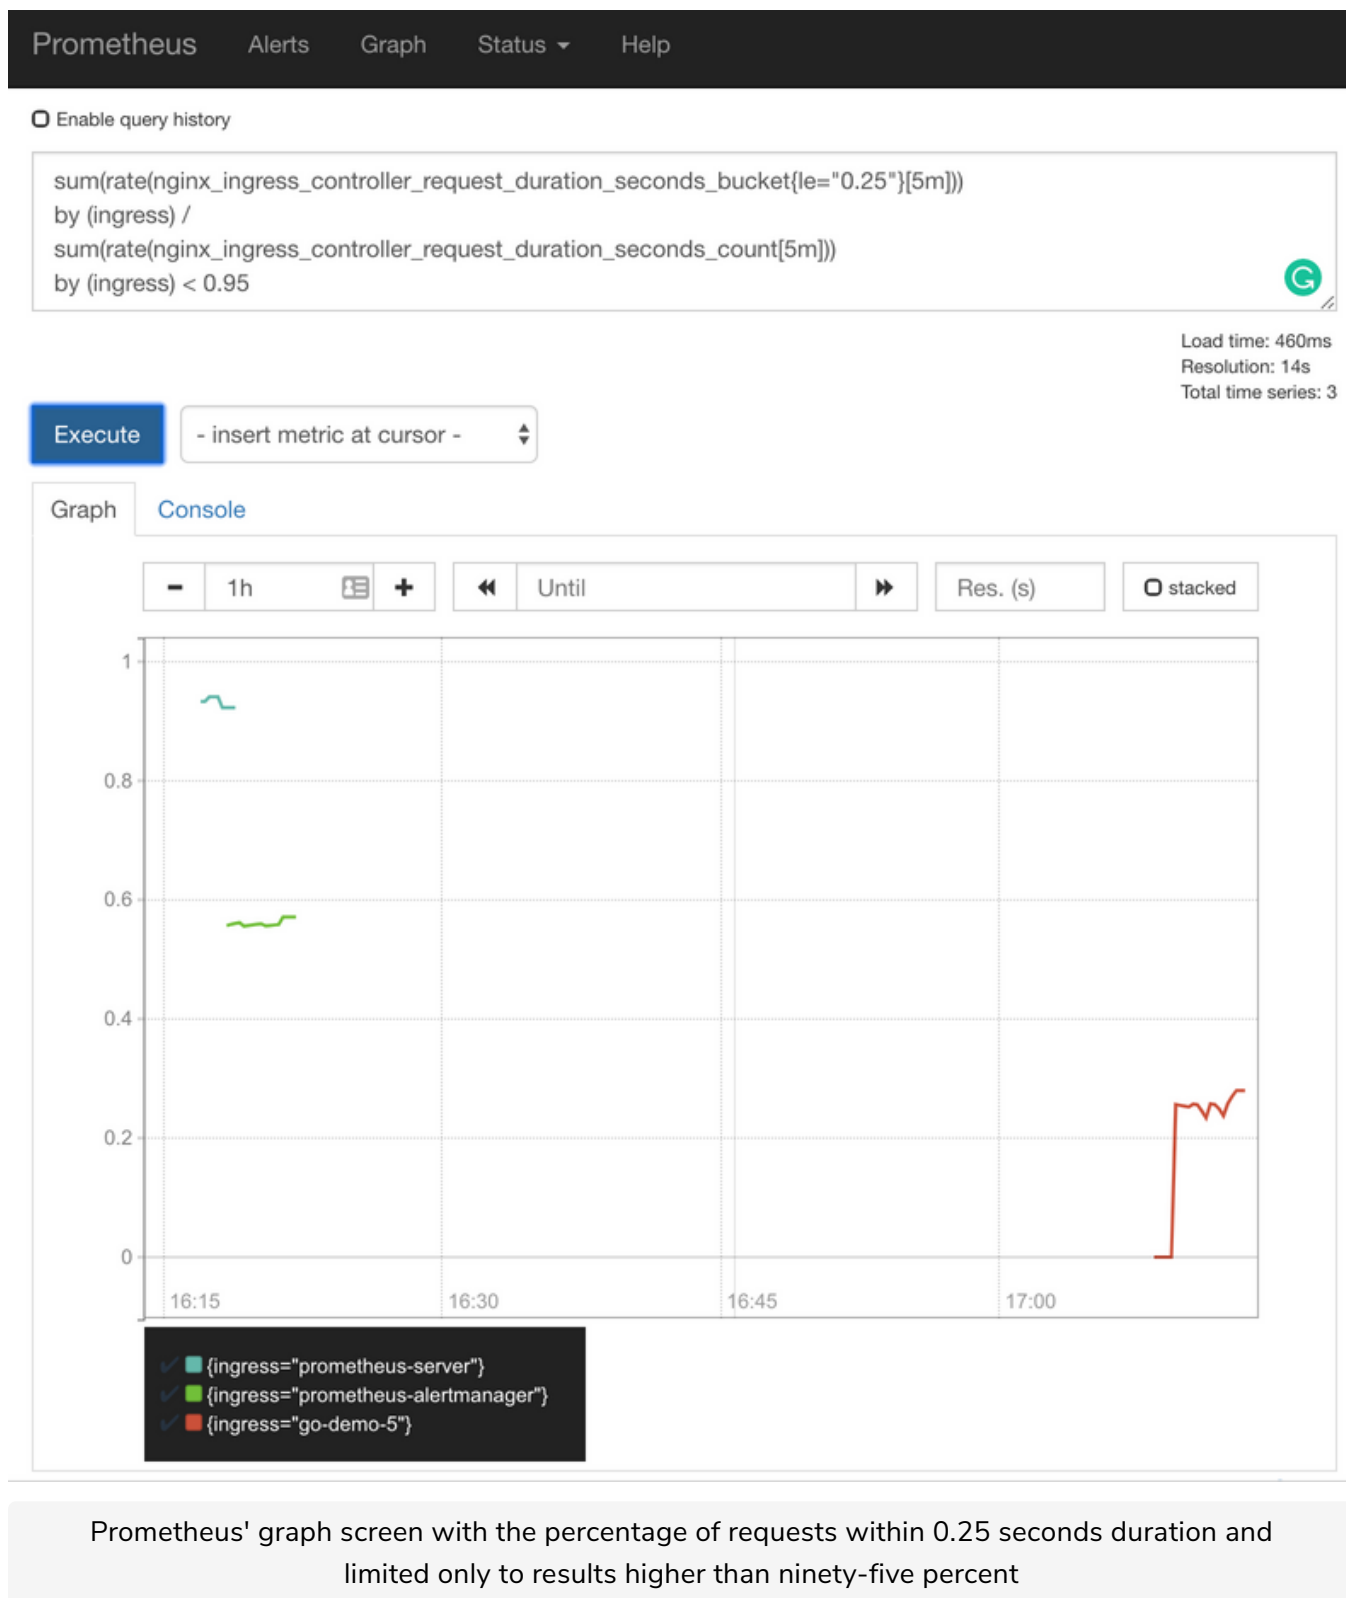 Prometheus Alerts Graph Status Help
Enable query history
sum(rate(nginx_ingress_controller_request_duration_seconds_bucket{le="0.25"}[5m]))
by (ingress) /
sum(rate(nginx_ingress_controller_request_duration_seconds_count[5m]))
by (ingress) < 0.95
G
Load time: 460ms
Resolution: 14s
Total time series: 3
Execute - insert metric at cursor -
Graph Console
1h Until Res. (s) stacked
1
0.8
0.6
0.4
0.2
0
16:15 16:30 16:45 17:00
{ingress="prometheus-server"}
{ingress="prometheus-alertmanager"}
{ingress="go-demo-5"}
Prometheus' graph screen with the percentage of requests within 0.25 seconds duration and
limited only to results higher than ninety-five percent